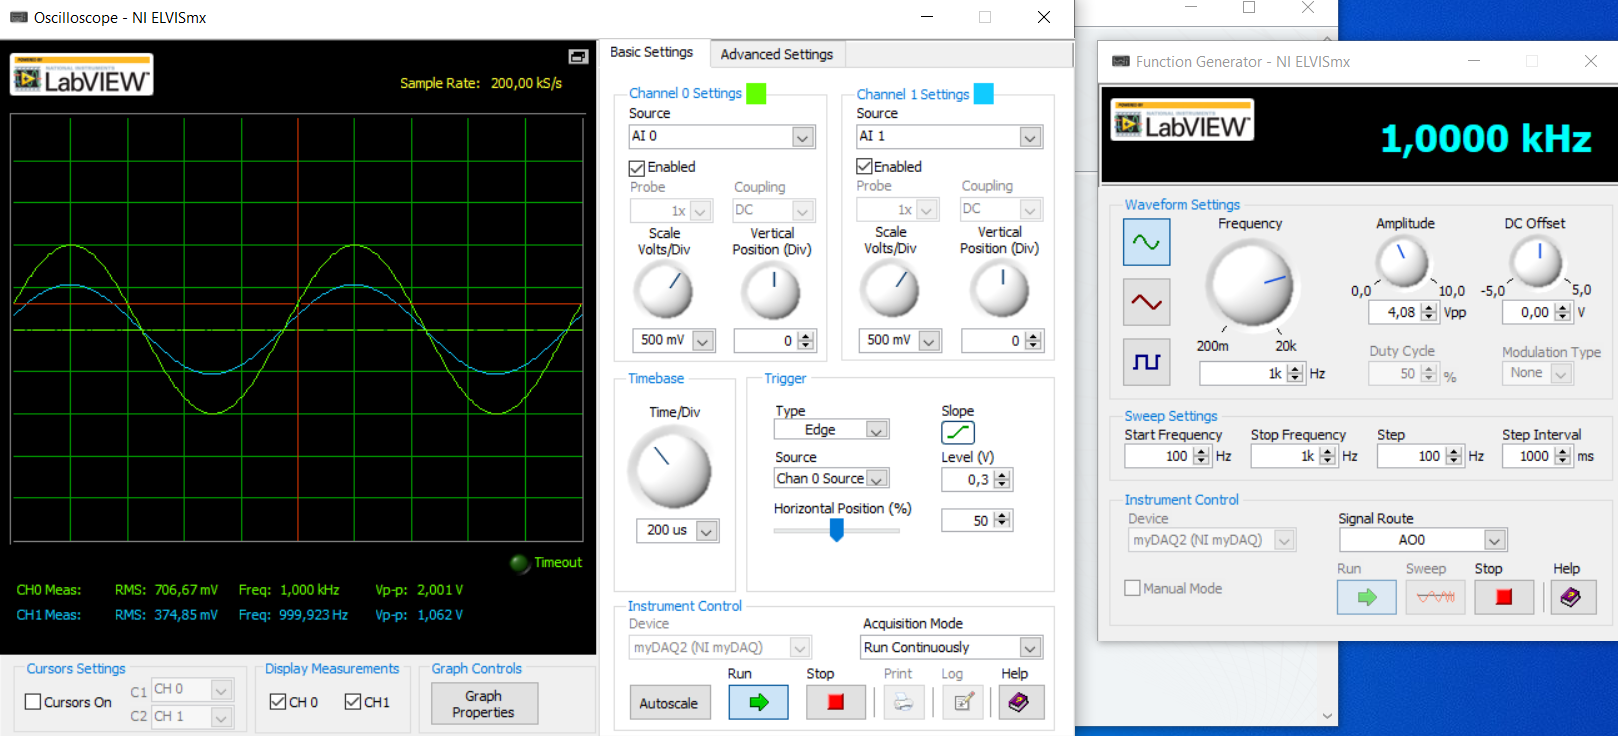 Oscilloscope - NI ELVISmx
POWERED BY
NATIONAL INSTRUMENTS
LabVIEW™
Sample Rate: 200,00 kS/s
Timeout
CH0 Meas: RMS: 706,67 mV Freq: 1,000 kHz Vp-p: 2,001 V
CH1 Meas: RMS: 374,85 mV Freq: 999,923 Hz Vp-p: 1,062 V
Cursors Settings
Cursors On
C1 CH 0
C2 CH 1
Display Measurements
CH 0 CH1
Graph Controls
Graph
Properties
Basic Settings Advanced Settings
Channel 0 Settings
Source
AI 0
Enabled
Probe Coupling
1x DC
Scale Vertical
Volts/Div Position (Div)
500 mV 0
Channel 1 Settings
Source
AI 1
Enabled
Probe Coupling
1x DC
Scale Vertical
Volts/Div Position (Div)
500 mV 0
Timebase
Time/Div
200 us
Trigger
Type Slope
Edge
Source Level (V)
Chan 0 Source 0,3
Horizontal Position (%)
50
Instrument Control
Device Acquisition Mode
myDAQ2 (NI myDAQ) Run Continuously
Run Stop Print Log Help
Autoscale
Function Generator - NI ELVISmx
POWERED BY
NATIONAL INSTRUMENTS
LabVIEW™
1,0000 kHz
Waveform Settings
Frequency Amplitude DC Offset
0,0 10,0 -5,0 5,0
4,08 Vpp 0,00 V
200m 20k
1k Hz
Duty Cycle Modulation Type
50 % None
Sweep Settings
Start Frequency Stop Frequency Step Step Interval
100 Hz 1k Hz 100 Hz 1000 ms
Instrument Control
Device Signal Route
myDAQ2 (NI myDAQ) AO0
Run Sweep Stop Help
Manual Mode